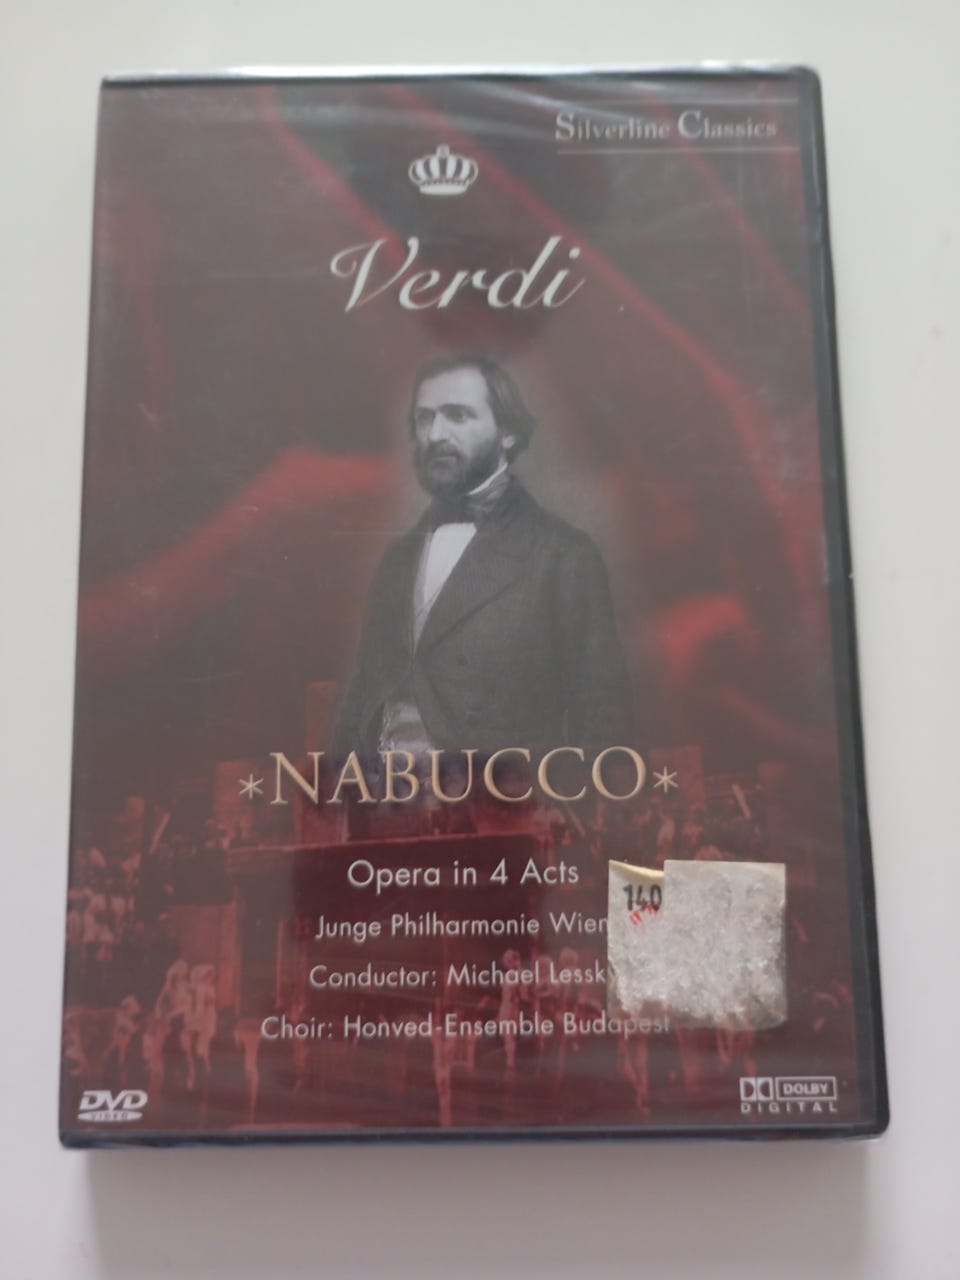 Silverline Classics
Verdi
*NABUCCO*
Opera in 4 Acts
140
Junge Philharmonie Wien
Conductor: Michael Lessk
Choir: Honved-Ensemble Budapest
DVD
VIDEO
DOLBY
DIGITAL